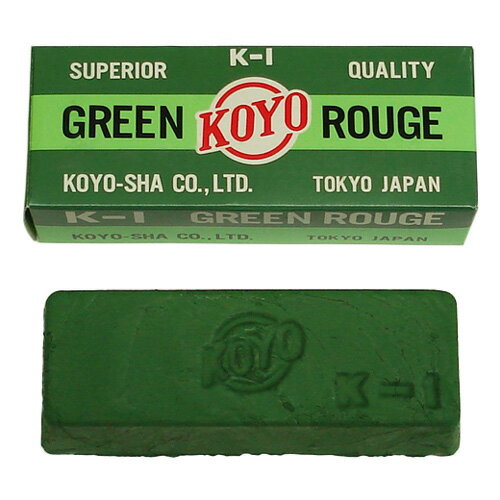 K-1
SUPERIOR QUALITY
GREEN KOYO ROUGE
KOYO-SHA CO.,LTD. TOKYO JAPAN
K-1 GREEN ROUGE
KOYO-SHA CO.,LTD. TOKYO JAPAN
KOYO
K-1